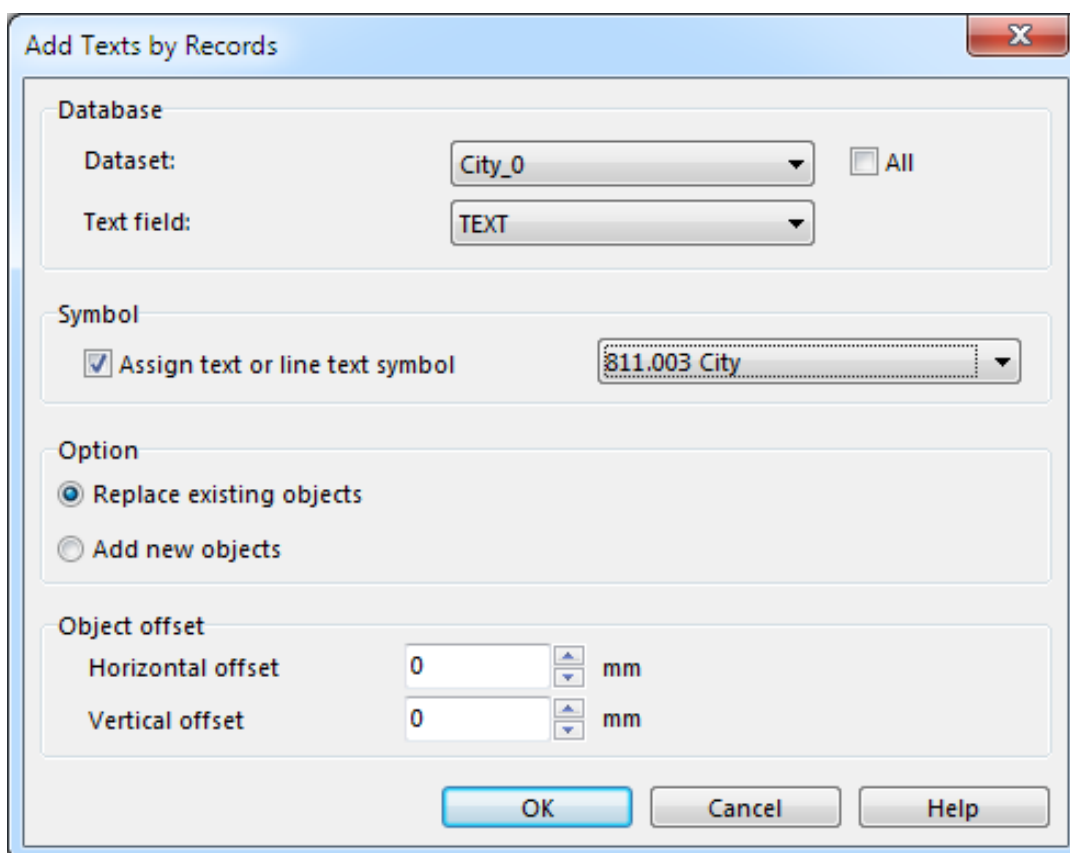 Add Texts by Records
Database
Dataset: City_0 All
Text field: TEXT
Symbol
Assign text or line text symbol 811.003 City
Option
Replace existing objects
Add new objects
Object offset
Horizontal offset 0 mm
Vertical offset 0 mm
OK Cancel Help